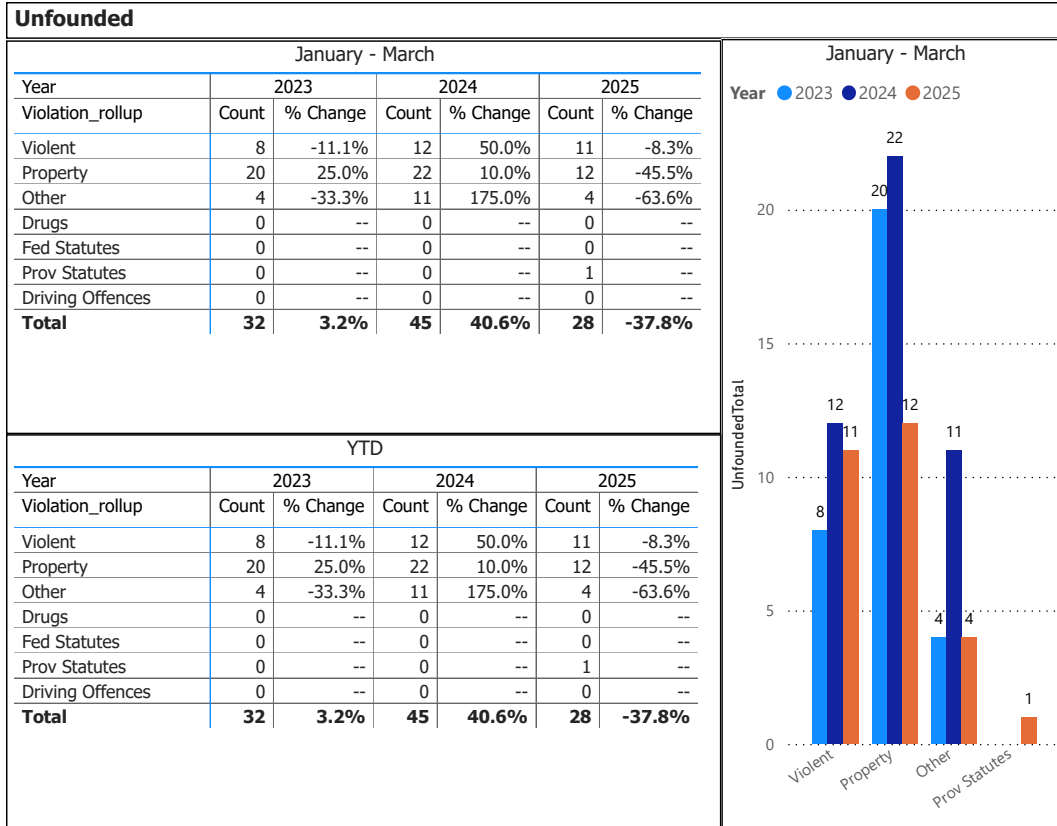 Unfounded
January - March
Year 2023 2024 2025
Violation_rollup Count % Change Count % Change Count % Change
Violent 8 -11.1% 12 50.0% 11 -8.3%
Property 20 25.0% 22 10.0% 12 -45.5%
Other 4 -33.3% 11 175.0% 4 -63.6%
Drugs 0 -- 0 -- 0 --
Fed Statutes 0 -- 0 -- 0 --
Prov Statutes 0 -- 0 -- 1 --
Driving Offences 0 -- 0 -- 0 --
Total 32 3.2% 45 40.6% 28 -37.8%
YTD
Year 2023 2024 2025
Violation_rollup Count % Change Count % Change Count % Change
Violent 8 -11.1% 12 50.0% 11 -8.3%
Property 20 25.0% 22 10.0% 12 -45.5%
Other 4 -33.3% 11 175.0% 4 -63.6%
Drugs 0 -- 0 -- 0 --
Fed Statutes 0 -- 0 -- 0 --
Prov Statutes 0 -- 0 -- 1 --
Driving Offences 0 -- 0 -- 0 --
Total 32 3.2% 45 40.6% 28 -37.8%
January - March
Year 2023 2024 2025
UnfoundedTotal
20
15
10
5
0
8 12 11
20 22 12
4 11 4
1
Violent Property Other Prov Statutes